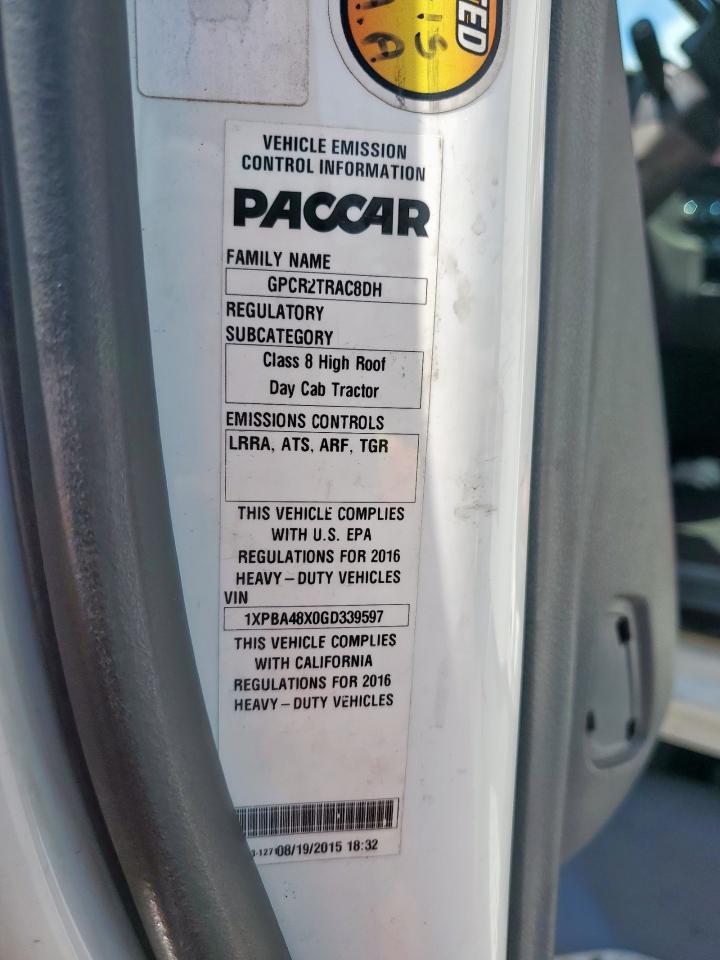 TED
VEHICLE EMISSION
CONTROL INFORMATION
PACCAR
FAMILY NAME
GPCR2TRAC8DH
REGULATORY
SUBCATEGORY
Class 8 High Roof
Day Cab Tractor
EMISSIONS CONTROLS
LRRA, ATS, ARF, TGR
THIS VEHICLE COMPLIES
WITH U.S. EPA
REGULATIONS FOR 2016
HEAVY-DUTY VEHICLES
VIN
1XPBA48X0GD339597
THIS VEHICLE COMPLIES
WITH CALIFORNIA
REGULATIONS FOR 2016
HEAVY-DUTY VEHICLES
08/19/2015 18:32